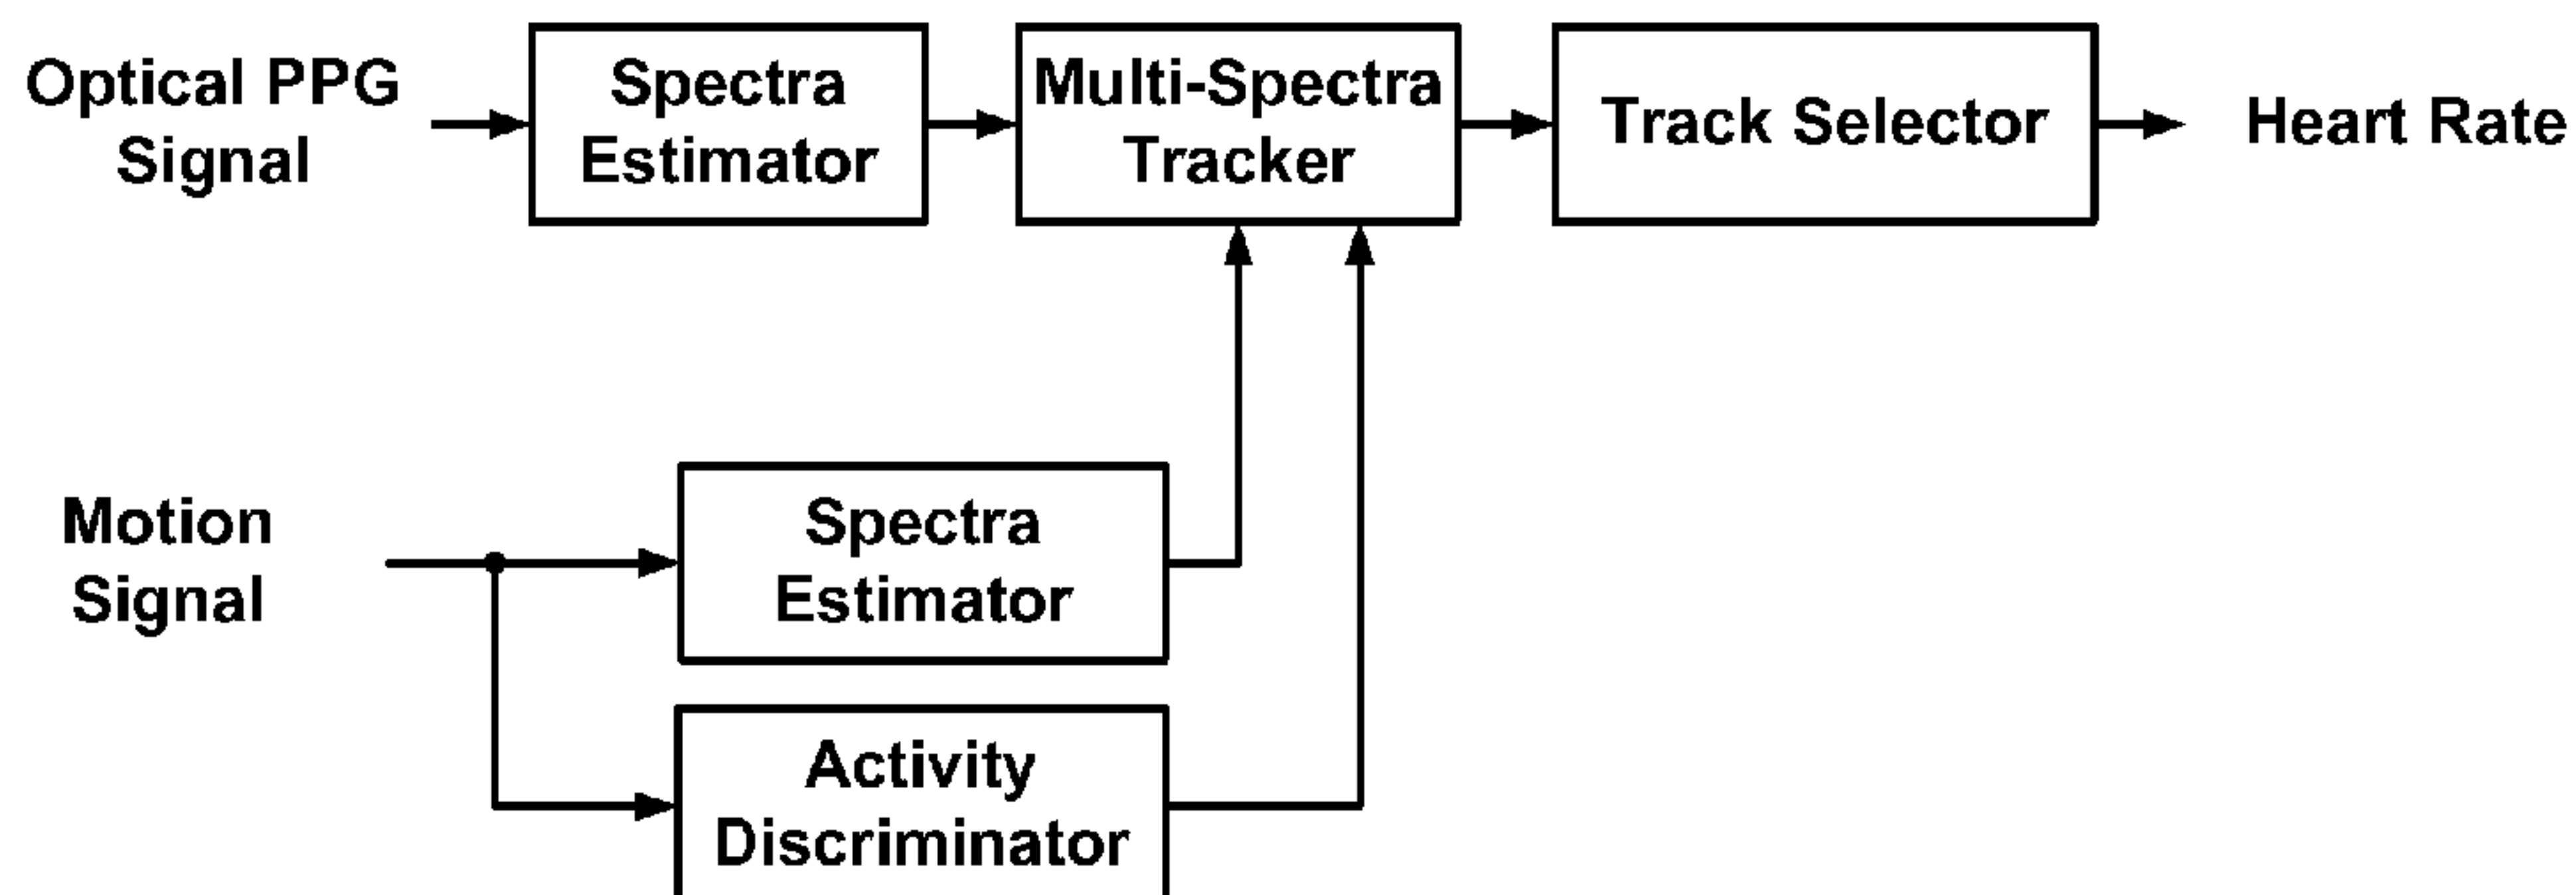 Optical PPG
Signal
Spectra
Estimator
Multi-Spectra
Tracker
Track Selector
Heart Rate
Motion
Signal
Spectra
Estimator
Activity
Discriminator